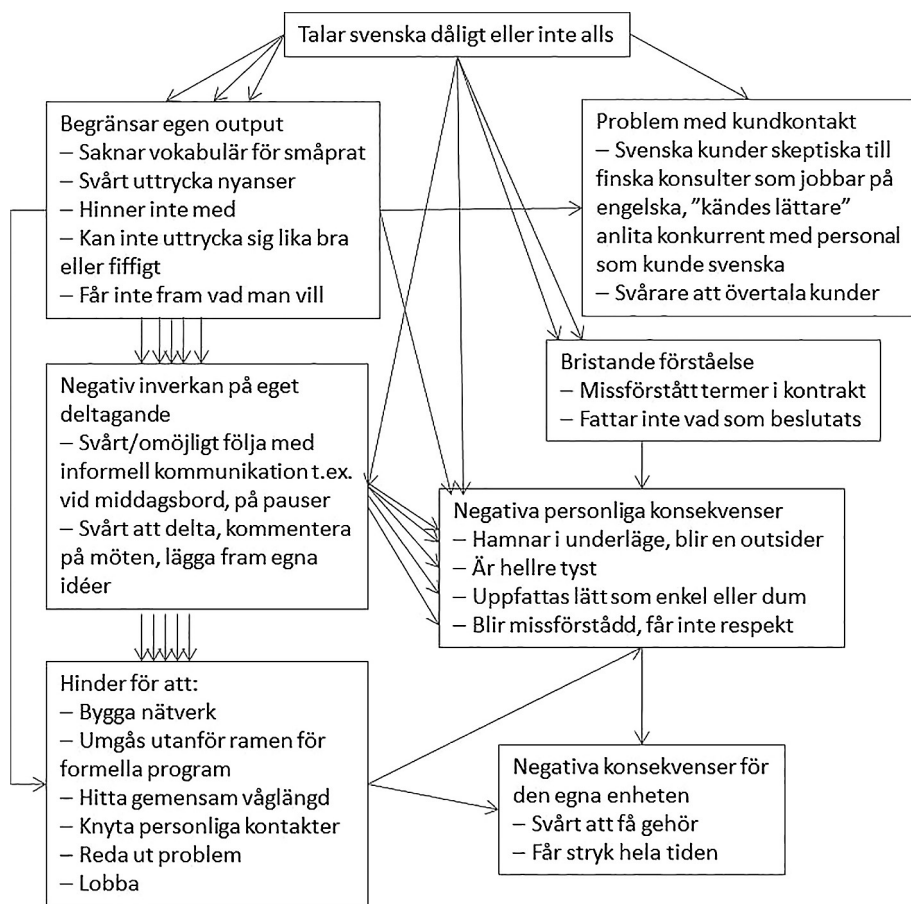 Talar svenska dåligt eller inte alls
Begränsar egen output
– Saknar vokabulär för småprat
– Svårt uttrycka nyanser
– Hinner inte med
– Kan inte uttrycka sig lika bra
eller fiffigt
– Får inte fram vad man vill
Problem med kundkontakt
– Svenska kunder skeptiska till
finska konsulter som jobbar på
engelska, ”kändes lättare”
anlita konkurrent med personal
som kunde svenska
– Svårare att övertala kunder
Bristande förståelse
– Missförstått termer i kontrakt
– Fattar inte vad som beslutats
Negativ inverkan på eget
deltagande
– Svårt/omöjligt följa med
informell kommunikation t.ex.
vid middagsbord, på pauser
– Svårt att delta, kommentera
på möten, lägga fram egna
idéer
Negativa personliga konsekvenser
– Hamnar i underläge, blir en outsider
– Är hellre tyst
– Uppfattas lätt som enkel eller dum
– Blir missförstådd, får inte respekt
Hinder för att:
– Bygga nätverk
– Umgås utanför ramen för
formella program
– Hitta gemensam våglängd
– Knyta personliga kontakter
– Reda ut problem
– Lobba
Negativa konsekvenser för
den egna enheten
– Svårt att få gehör
– Får stryk hela tiden